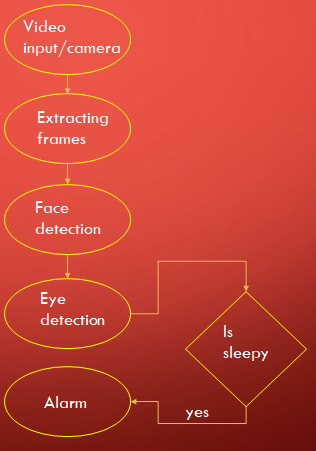 Video
input/camera
Extracting
frames
Face
detection
Eye
detection
Is
sleepy
yes
Alarm